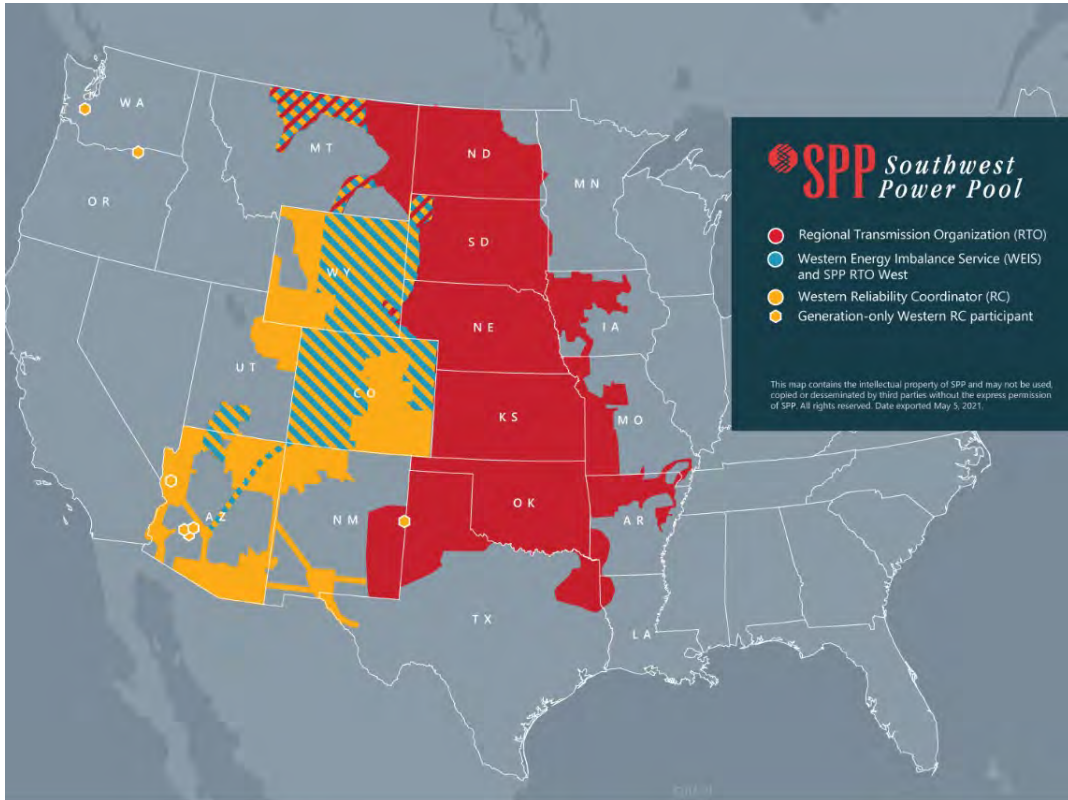 WA
MT
ND
MN
OR
SD
WY
NE
IA
UT
CO
KS
MO
AZ
NM
OK
AR
TX
LA
SPP Southwest
Power Pool
Regional Transmission Organization (RTO)
Western Energy Imbalance Service (WEIS)
and SPP RTO West
Western Reliability Coordinator (RC)
Generation-only Western RC participant
This map contains the intellectual property of SPP and may not be used,
copied or desseminated by third parties without the express permission
of SPP. All rights reserved. Date exported May 5, 2021.